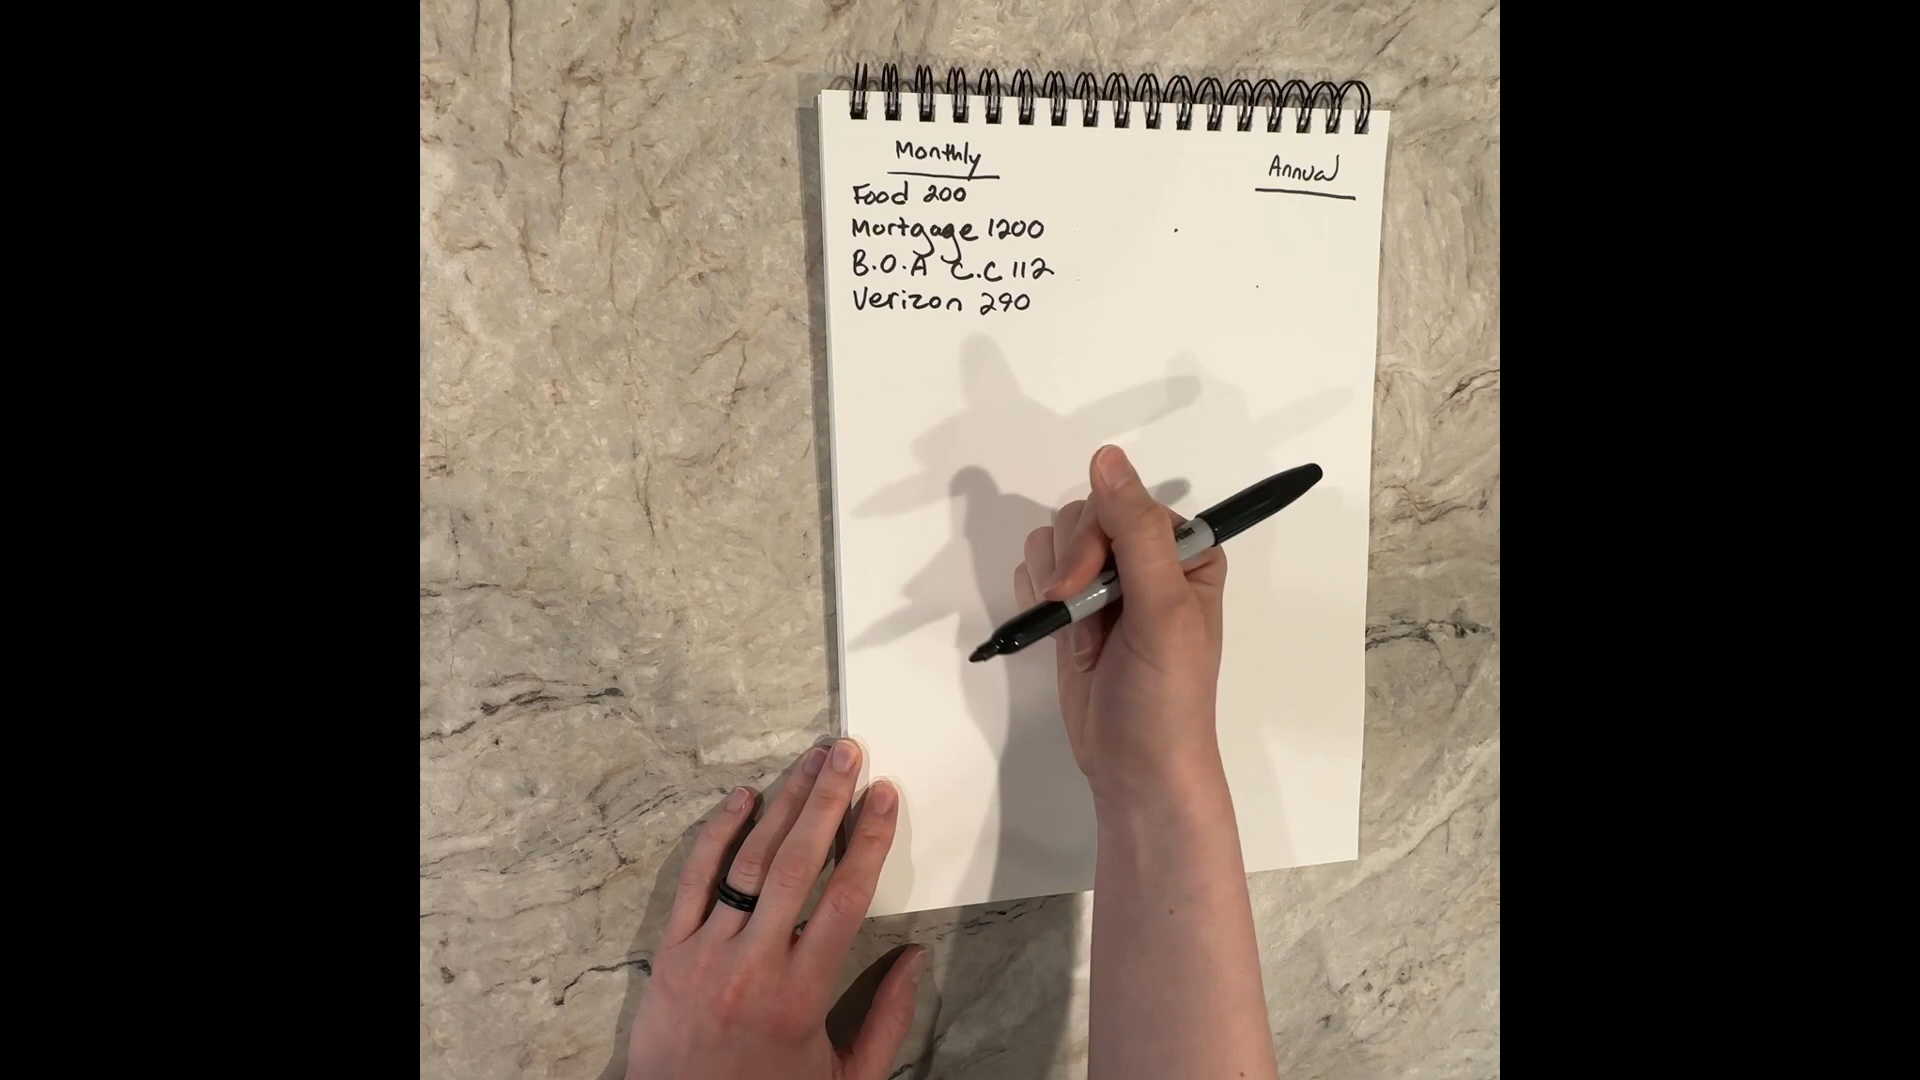 Monthly
Annual
Food 200
Mortgage 1200
B.O.A C.C 112
Verizon 290